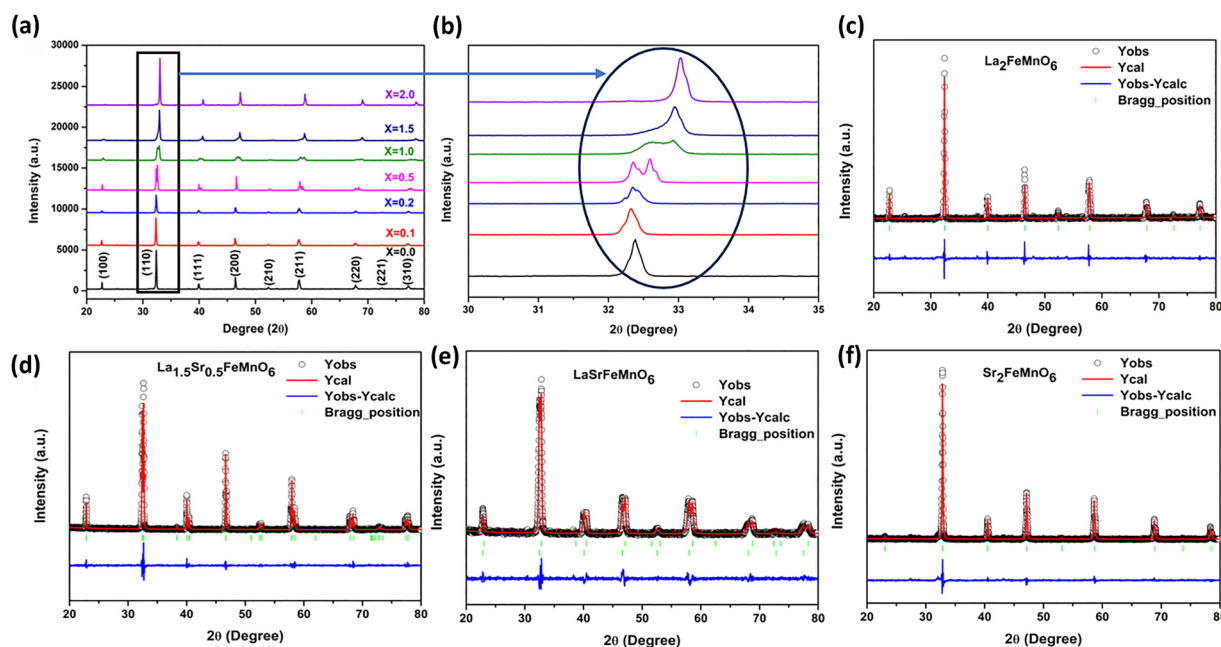 (a)
30000
25000
20000
15000
10000
5000
0
Intensity (a.u.)
X=2.0
X=1.5
X=1.0
X=0.5
X=0.2
X=0.1
X=0.0
(100)
(110)
(111)
(200)
(210)
(211)
(220)
(221)
(310)
20 30 40 50 60 70 80
Degree (2θ)
(b)
Intensity (a.u.)
30 31 32 33 34 35
2θ (Degree)
(c)
Yobs
La₂FeMnO₆
Ycal
Yobs-Ycalc
Bragg_position
Intensity (a.u.)
20 30 40 50 60 70 80
2θ (Degree)
(d)
La₁.₅Sr₀.₅FeMnO₆
Yobs
Ycal
Yobs-Ycalc
Bragg_position
Intensity (a.u.)
20 30 40 50 60 70 80
2θ (Degree)
(e)
LaSrFeMnO₆
Yobs
Ycal
Yobs-Ycalc
Bragg_position
Intensity (a.u.)
20 30 40 50 60 70 80
2θ (Degree)
(f)
Yobs
Sr₂FeMnO₆
Ycal
Yobs-Ycalc
Bragg_position
Intensity (a.u.)
20 30 40 50 60 70 80
2θ (Degree)